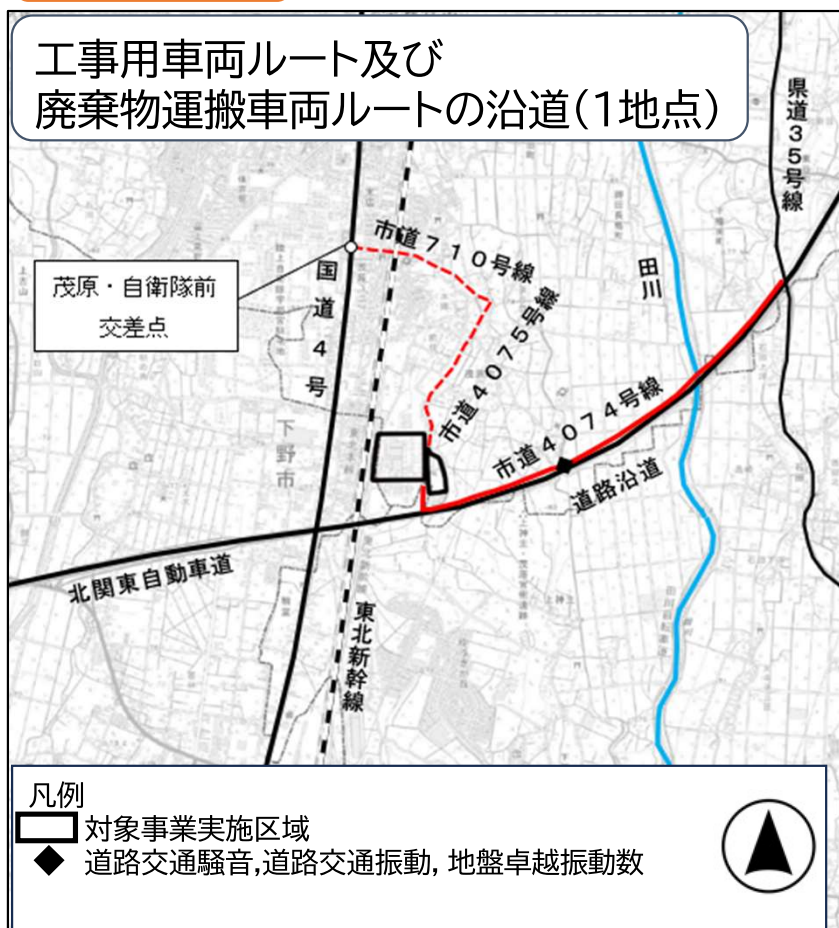 工事用車両ルート及び
廃棄物運搬車両ルートの沿道(1地点)
県道35号線
市道710号線
茂原・自衛隊前
交差点
国道4号
田川
市道4075号線
市道4074号線
下野市
道路沿道
北関東自動車道
東北新幹線
凡例
対象事業実施区域
道路交通騒音,道路交通振動, 地盤卓越振動数